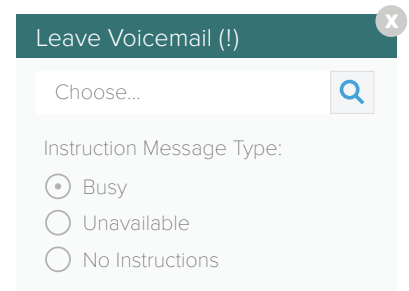 X
Leave Voicemail (!)
Choose...
Instruction Message Type:
Busy
Unavailable
No Instructions